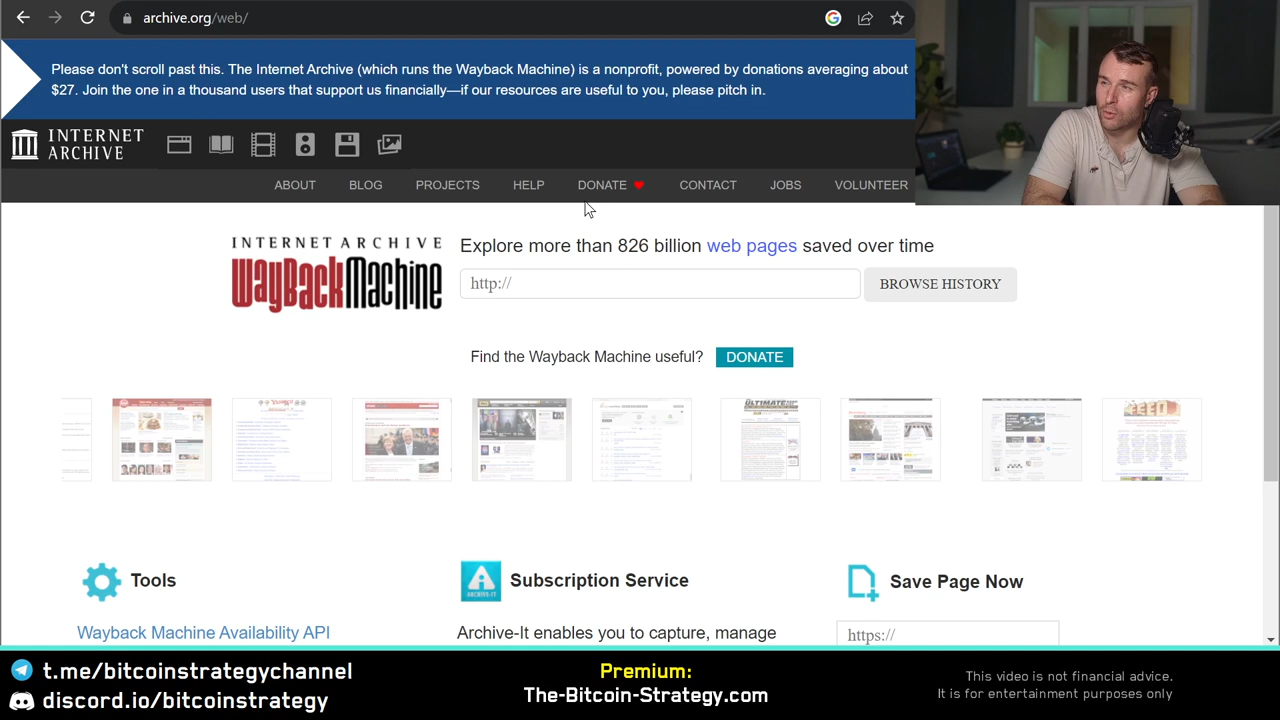 archive.org/web/
Please don't scroll past this. The Internet Archive (which runs the Wayback Machine) is a nonprofit, powered by donations averaging about
$27. Join the one in a thousand users that support us financially—if our resources are useful to you, please pitch in.
INTERNET
ARCHIVE
ABOUT BLOG PROJECTS HELP DONATE CONTACT JOBS VOLUNTEER
INTERNET ARCHIVE
WayBackMachine
Explore more than 826 billion web pages saved over time
http://
BROWSE HISTORY
Find the Wayback Machine useful? DONATE
Tools
Wayback Machine Availability API
ARCHIVE-IT
Subscription Service
Archive-It enables you to capture, manage
Save Page Now
https://
t.me/bitcoinstrategychannel
discord.io/bitcoinstrategy
Premium:
The-Bitcoin-Strategy.com
This video is not financial advice.
It is for entertainment purposes only